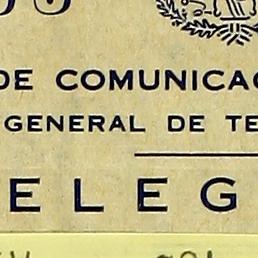 DE COMUNICAC
GENERAL DE TE
ELEG